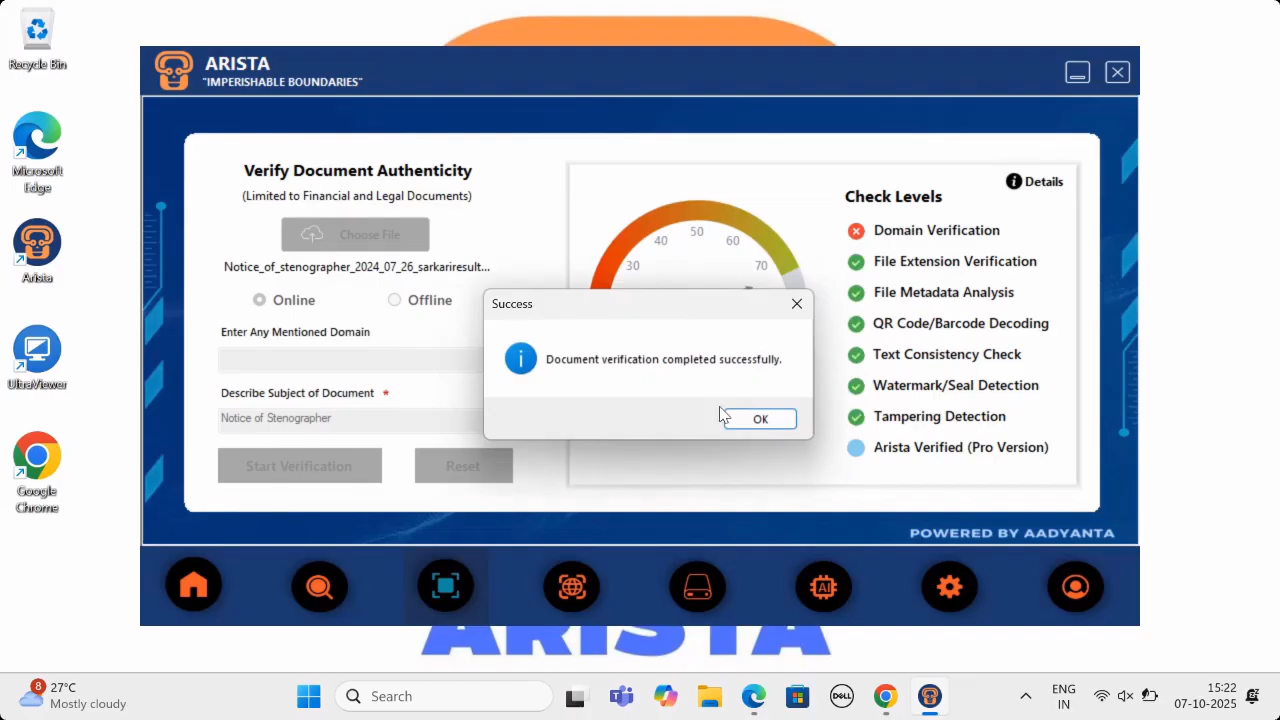 Recycle Bin
Microsoft
Edge
Arista
UltraViewer
Google
Chrome
ARISTA
"IMPERISHABLE BOUNDARIES"
Verify Document Authenticity
(Limited to Financial and Legal Documents)
Choose File
Notice_of_stenographer_2024_07_26_sarkariresult...
Online
Offline
Enter Any Mentioned Domain
Describe Subject of Document *
Notice of Stenographer
Start Verification
Reset
30
40
50
60
70
Details
Check Levels
Domain Verification
File Extension Verification
File Metadata Analysis
QR Code/Barcode Decoding
Text Consistency Check
Watermark/Seal Detection
Tampering Detection
Arista Verified (Pro Version)
Success
Document verification completed successfully.
OK
POWERED BY AADYANTA
AI
ARISTA
8
27°C
Mostly cloudy
Search
DELL
ENG
IN
15:22
07-10-2025